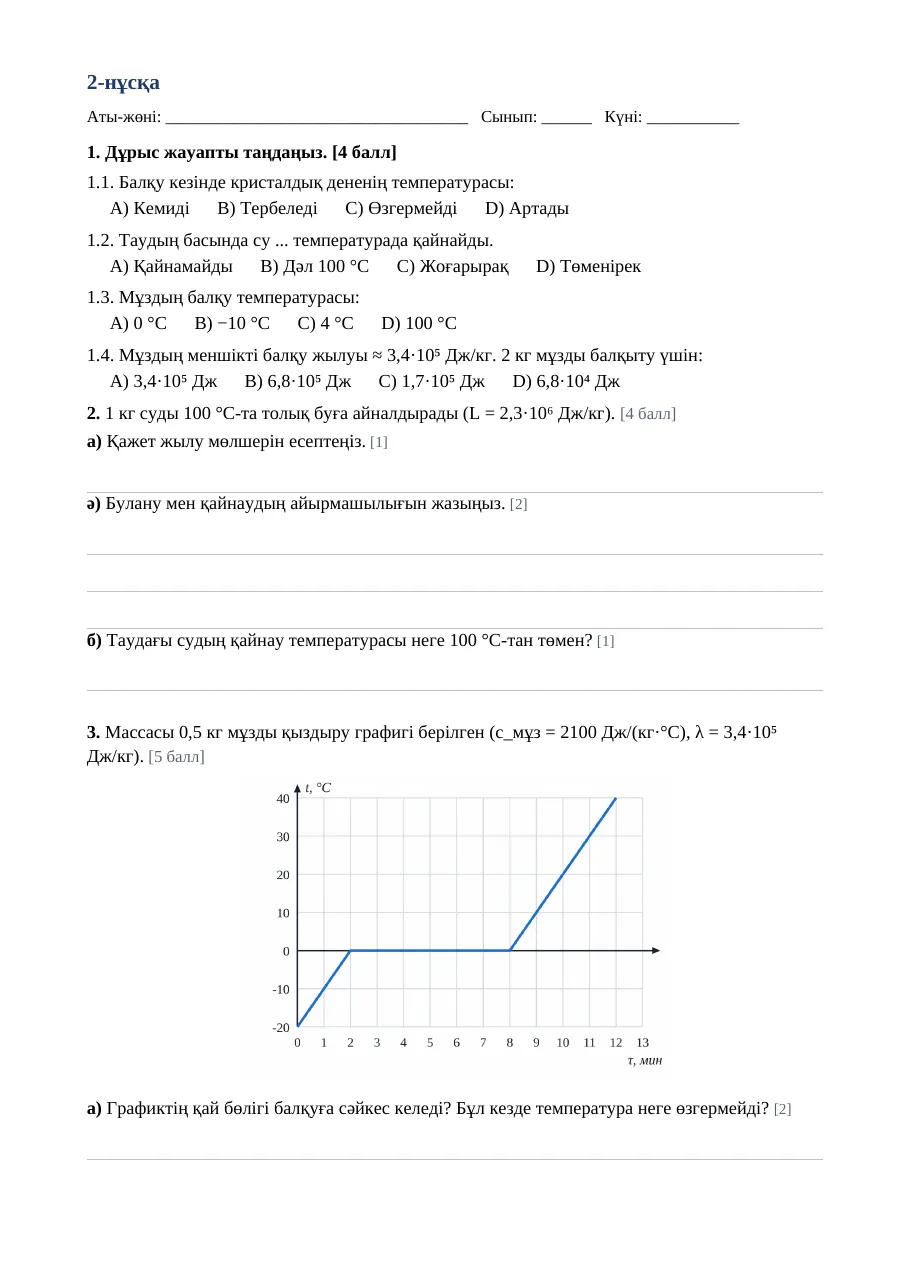 2-нұсқа
Аты-жөні: ____________________________________ Сынып: ______ Күні: ___________
1. Дұрыс жауапты таңдаңыз. [4 балл]
1.1. Балқу кезінде кристалдық дененің температурасы:
A) Кемиді B) Тербеледі C) Өзгермейді D) Артады
1.2. Таудың басында су ... температурада қайнайды.
A) Қайнамайды B) Дәл 100 °C C) Жоғарырақ D) Төменірек
1.3. Мұздың балқу температурасы:
A) 0 °C B) −10 °C C) 4 °C D) 100 °C
1.4. Мұздың меншікті балқу жылуы ≈ 3,4·10⁵ Дж/кг. 2 кг мұзды балқыту үшін:
A) 3,4·10⁵ Дж B) 6,8·10⁵ Дж C) 1,7·10⁵ Дж D) 6,8·10⁴ Дж
2. 1 кг суды 100 °C-та толық буға айналдырады (L = 2,3·10⁶ Дж/кг). [4 балл]
а) Қажет жылу мөлшерін есептеңіз. [1]
ә) Булану мен қайнаудың айырмашылығын жазыңыз. [2]
б) Таудағы судың қайнау температурасы неге 100 °C-тан төмен? [1]
3. Массасы 0,5 кг мұзды қыздыру графигі берілген (c_мұз = 2100 Дж/(кг·°C), λ = 3,4·10⁵
Дж/кг). [5 балл]
t, °C
40
30
20
10
0
-10
-20
0 1 2 3 4 5 6 7 8 9 10 11 12 13
τ, мин
а) Графиктің қай бөлігі балқуға сәйкес келеді? Бұл кезде температура неге өзгермейді? [2]